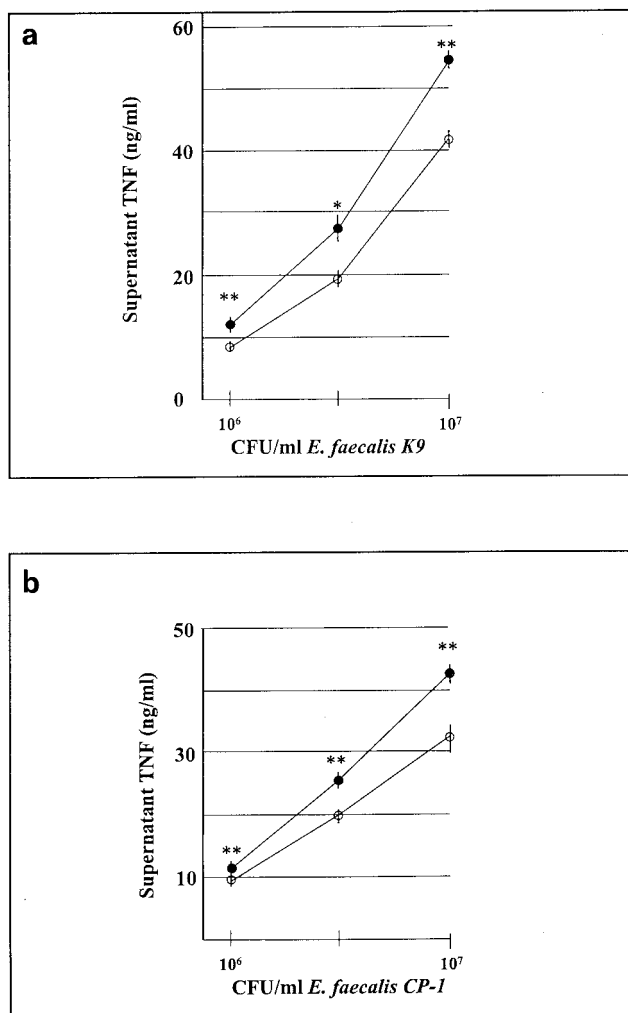 a
60
**
40
*
20
**
0
10⁶
10⁷
CFU/ml E. faecalis K9
Supernatant TNF (ng/ml)
b
50
**
30
**
**
10
10⁶
10⁷
CFU/ml E. faecalis CP-1
Supernatant TNF (ng/ml)